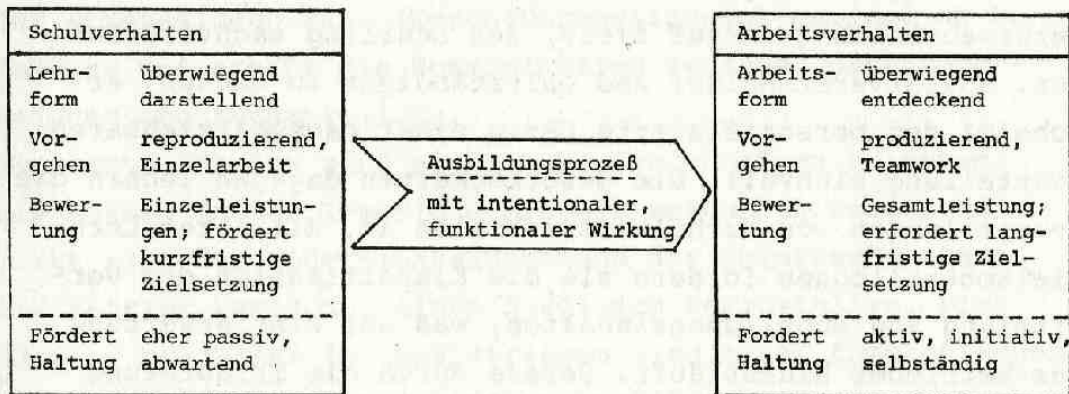 Schulverhalten
Lehr- überwiegend
form darstellend
Vor- reproduzierend,
gehen Einzelarbeit
Bewer- Einzelleistun-
tung gen; fördert
kurzfristige
Zielsetzung
Fördert eher passiv,
Haltung abwartend
Ausbildungsprozeß
mit intentionaler,
funktionaler Wirkung
Arbeitsverhalten
Arbeits- überwiegend
form entdeckend
Vor- produzierend,
gehen Teamwork
Bewer- Gesamtleistung;
tung erfordert lang-
fristige Ziel-
setzung
Fordert aktiv, initiativ,
Haltung selbständig